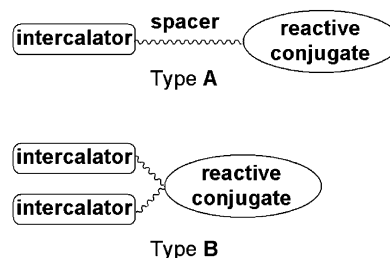 spacer
intercalator
reactive
conjugate
Type A
intercalator
reactive
conjugate
intercalator
Type B